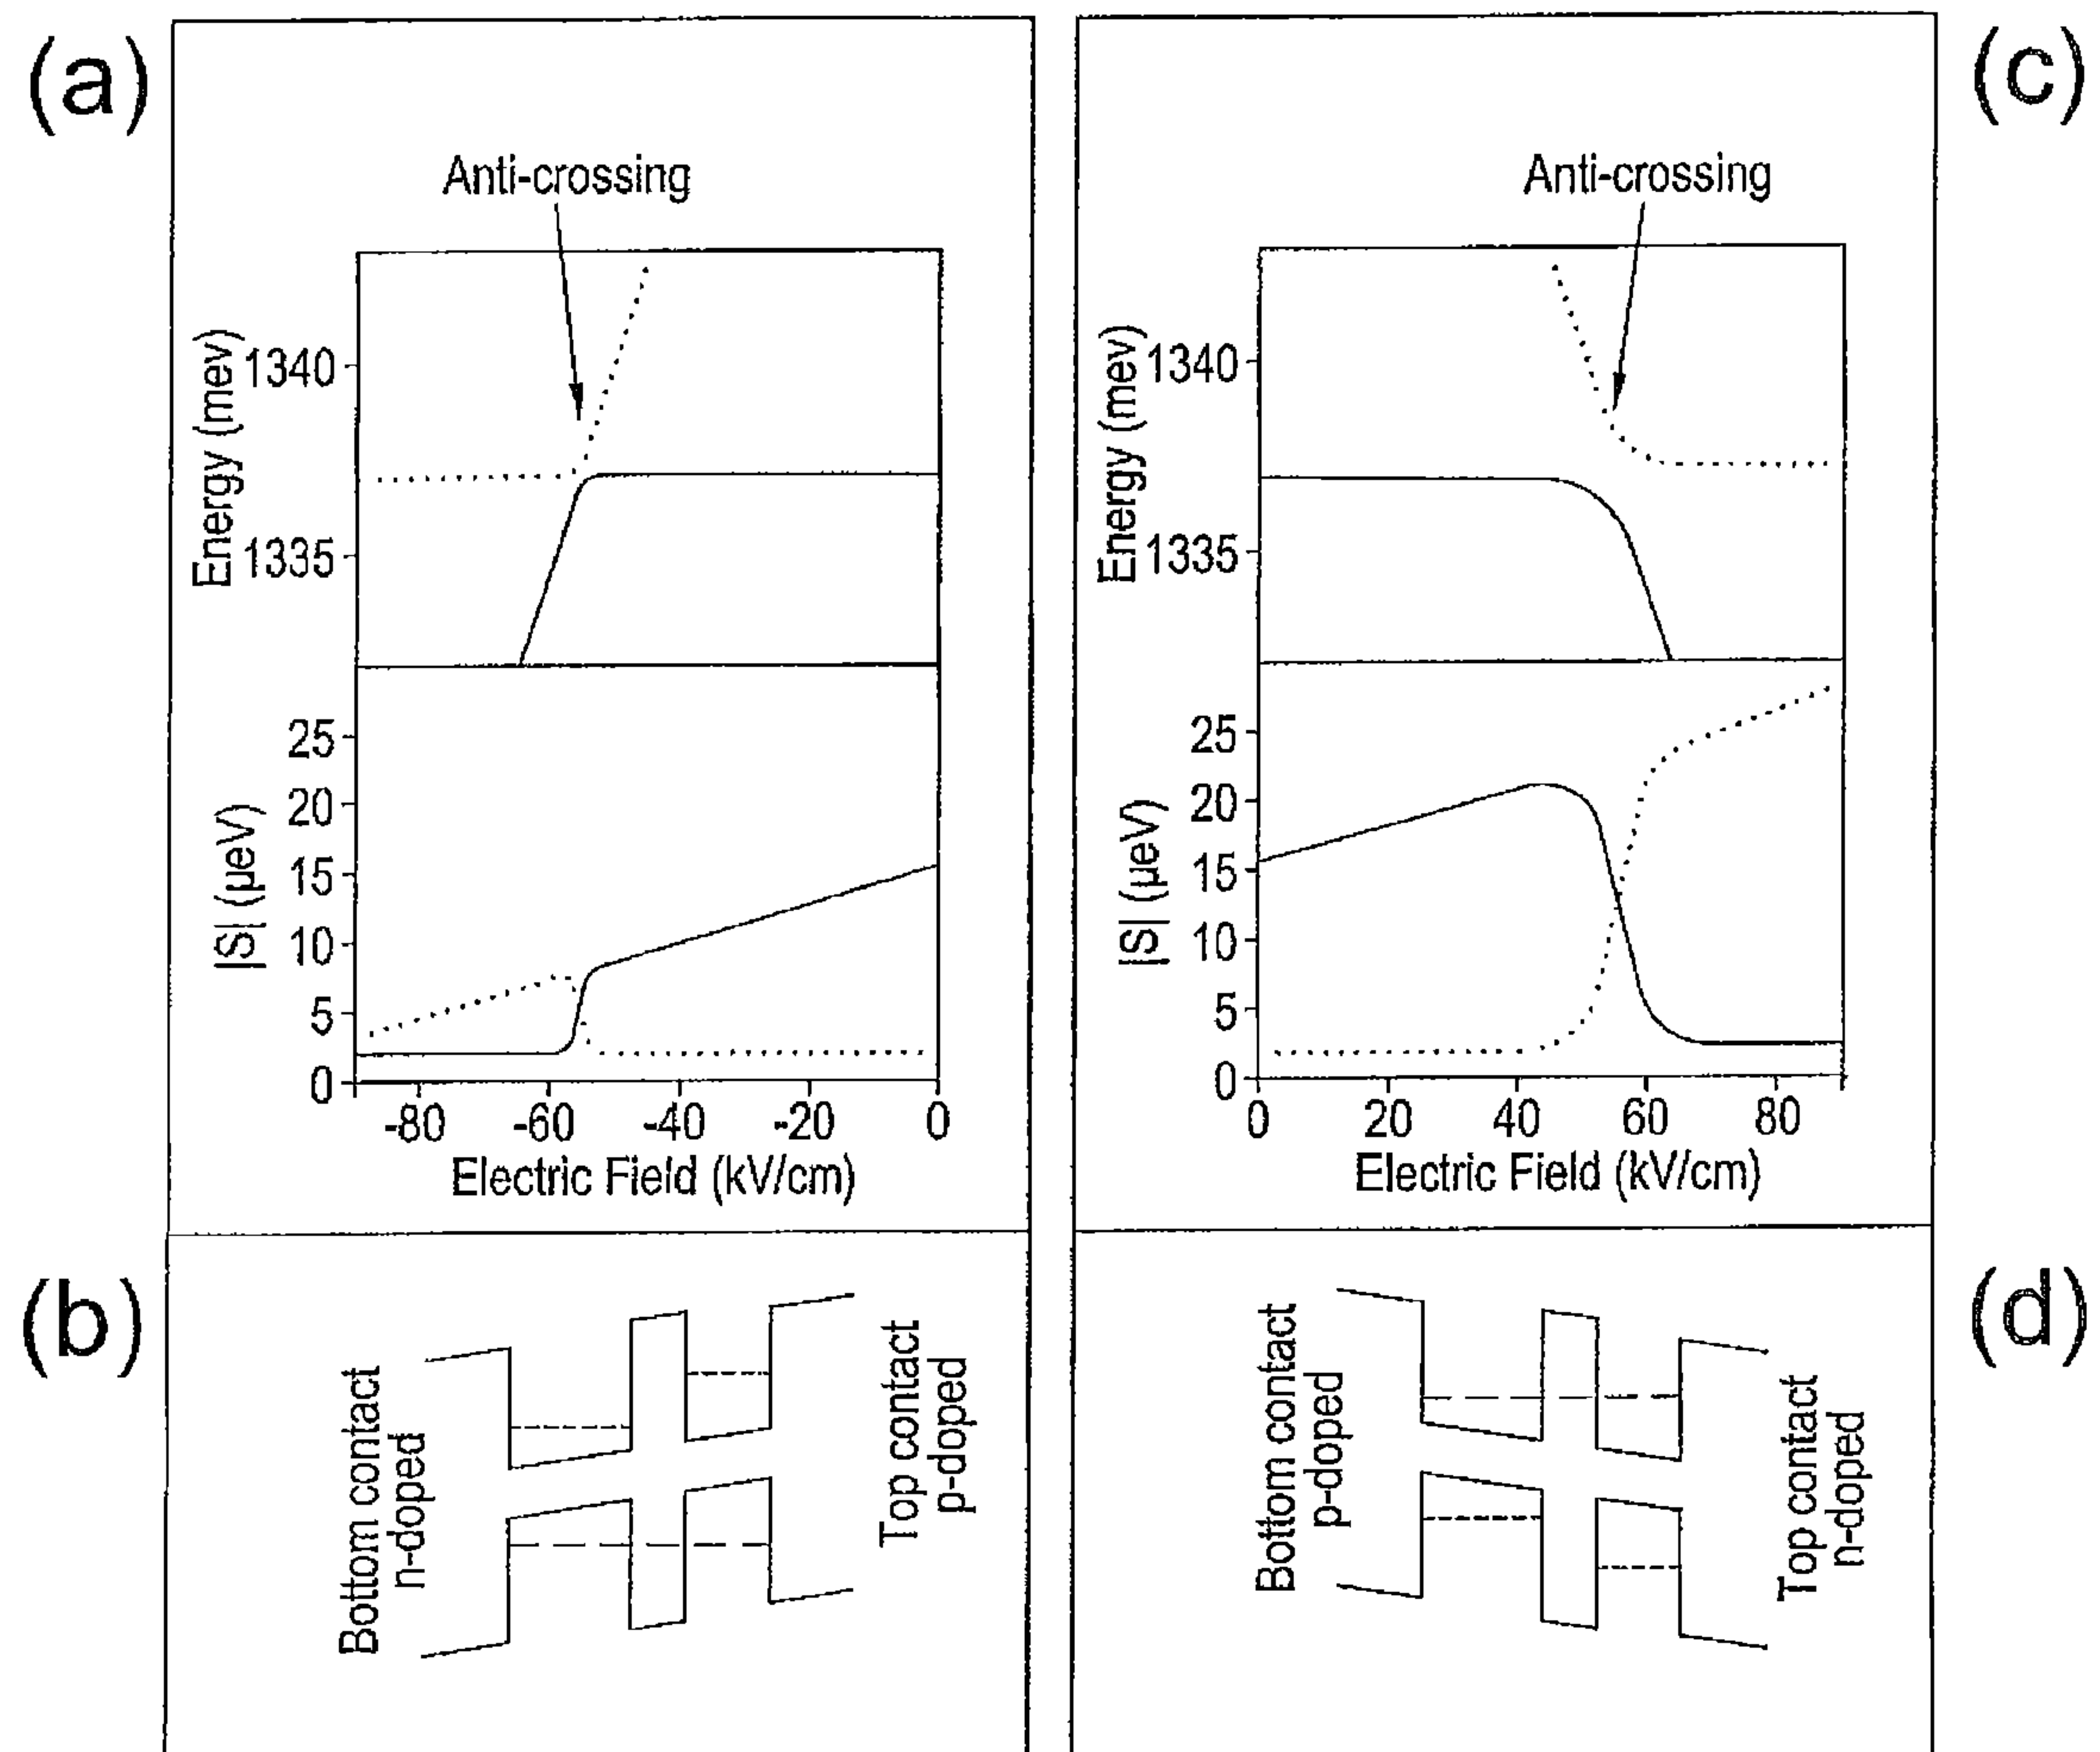 (a)
Anti-crossing
Energy (mev)
1340
1335
|S| (µeV)
25
20
15
10
5
0
-80 -60 -40 -20 0
Electric Field (kV/cm)
(c)
Anti-crossing
Energy (mev)
1340
1335
|S| (µeV)
25
20
15
10
5
0
0 20 40 60 80
Electric Field (kV/cm)
(b)
Bottom contact
n-doped
Top contact
p-doped
(d)
Bottom contact
p-doped
Top contact
n-doped